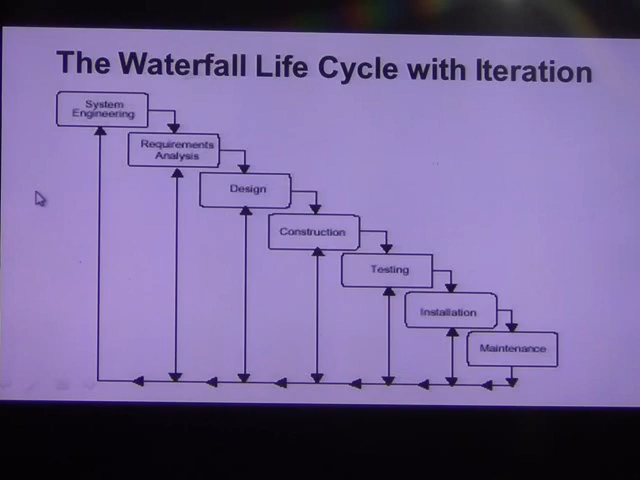 The Waterfall Life Cycle with Iteration
System
Engineering
Requirements
Analysis
Design
Construction
Testing
Installation
Maintenance